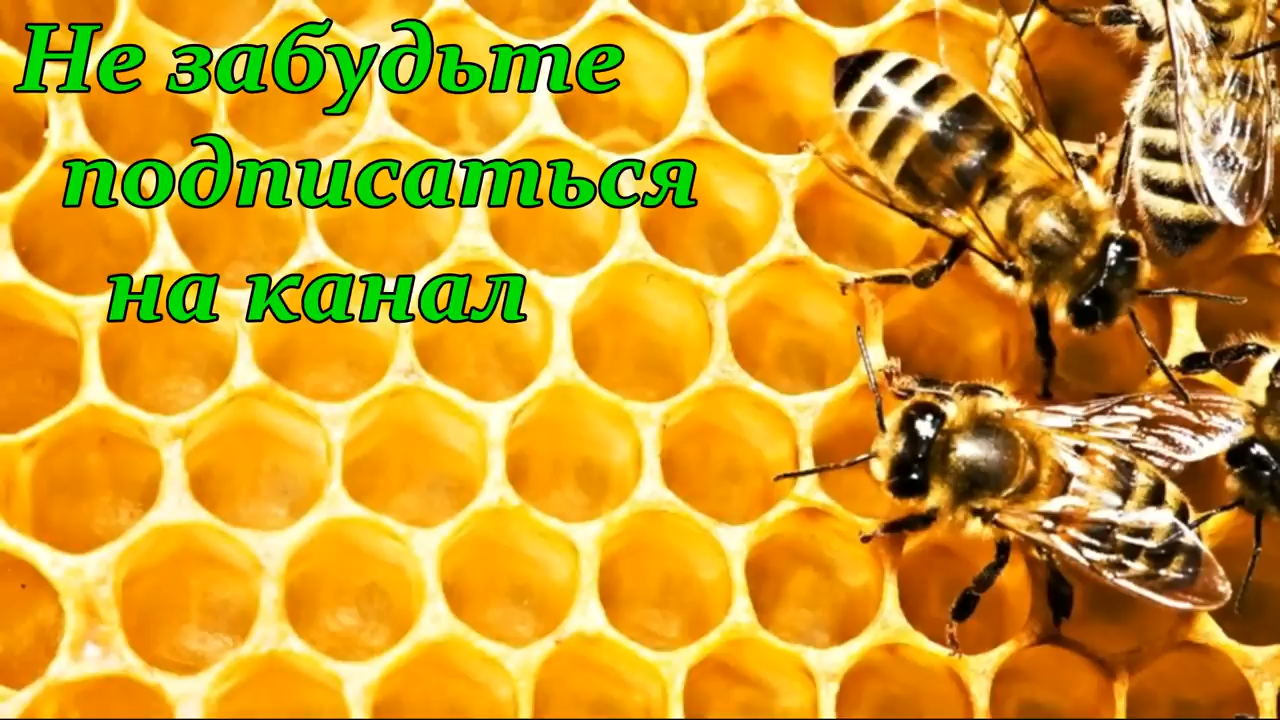 Не забудьте
подписаться
на канал